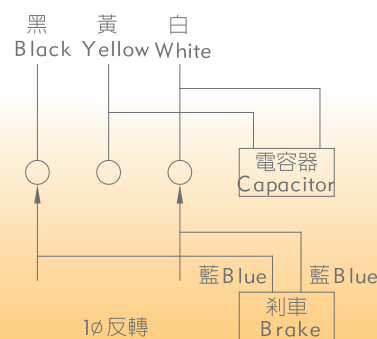 黑 黃 白
Black Yellow White
電容器
Capacitor
藍Blue 藍Blue
剎車
Brake
1ø反轉